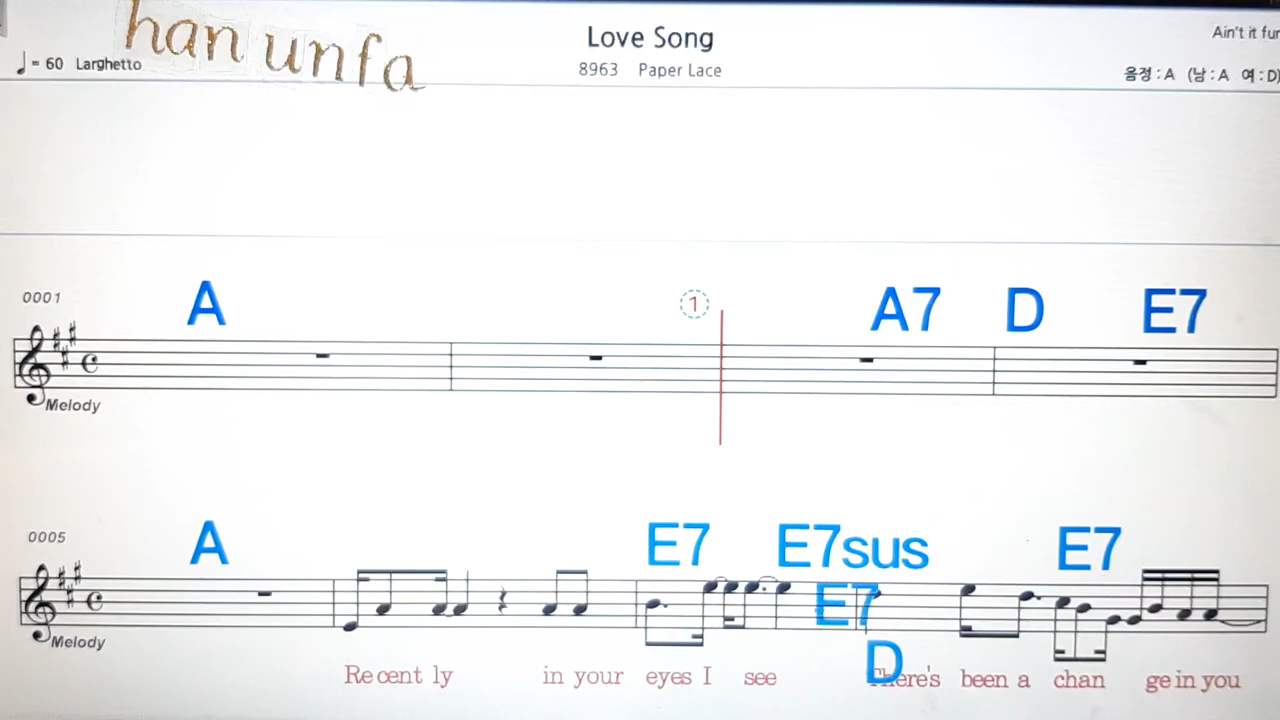 han unfa
Love Song
Ain't it fun
♩= 60 Larghetto
8963 Paper Lace
음정 : A (남 : A 여 : D)
0001
A
1
A7 D E7
Melody
0005
A E7 E7sus E7
E7
D
Melody
Re cent ly in your eyes I see There's been a chan ge in you